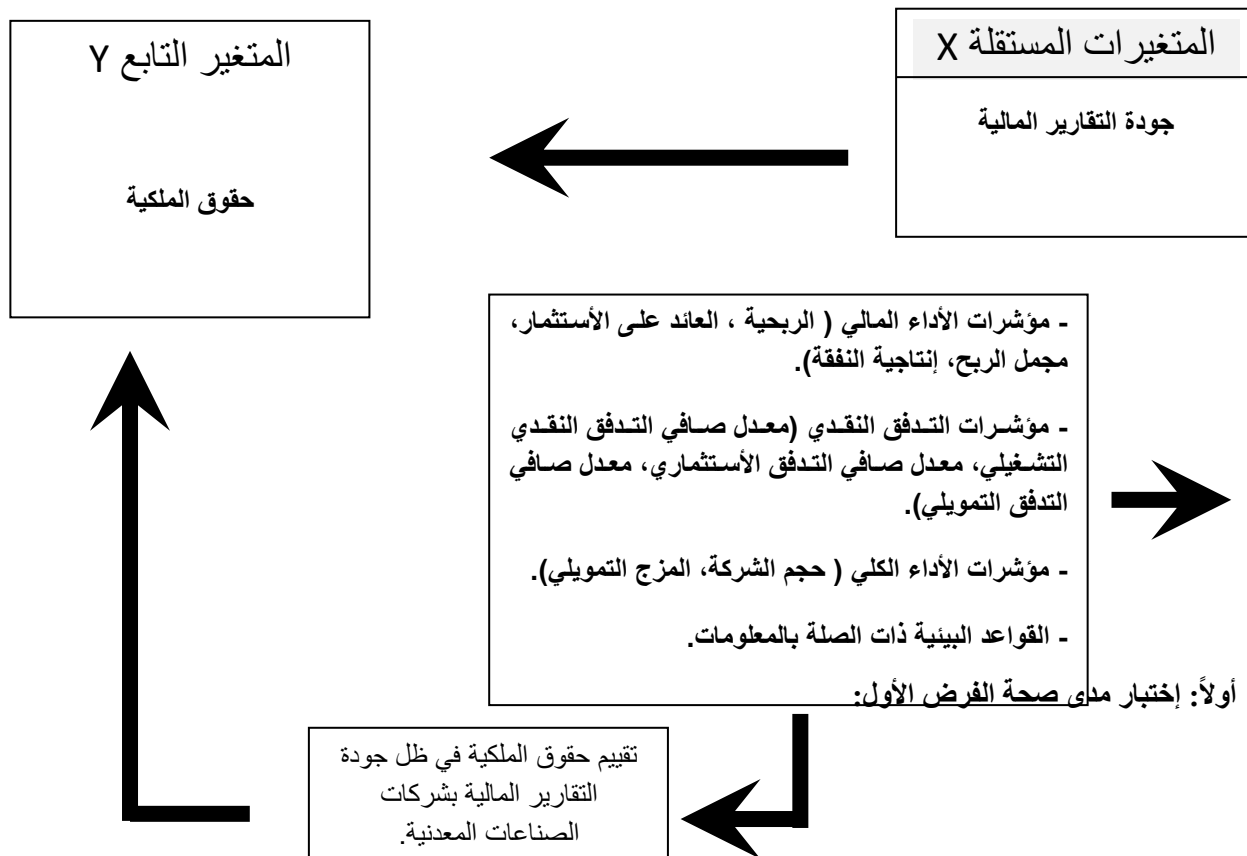 المتغيرات المستقلة X
جودة التقارير المالية
المتغير التابع Y
حقوق الملكية
- مؤشرات الأداء المالي ( الربحية ، العائد على الأستثمار،
مجمل الربح، إنتاجية النفقة).
- مؤشرات التدفق النقدي (معدل صافي التدفق النقدي
التشغيلي، معدل صافي التدفق الأستثماري، معدل صافي
التدفق التمويلي).
- مؤشرات الأداء الكلي ( حجم الشركة، المزج التمويلي).
- القواعد البيئية ذات الصلة بالمعلومات.
أولاً: إختبار مدى صحة الفرض الأول:
تقييم حقوق الملكية في ظل جودة
التقارير المالية بشركات
الصناعات المعدنية.